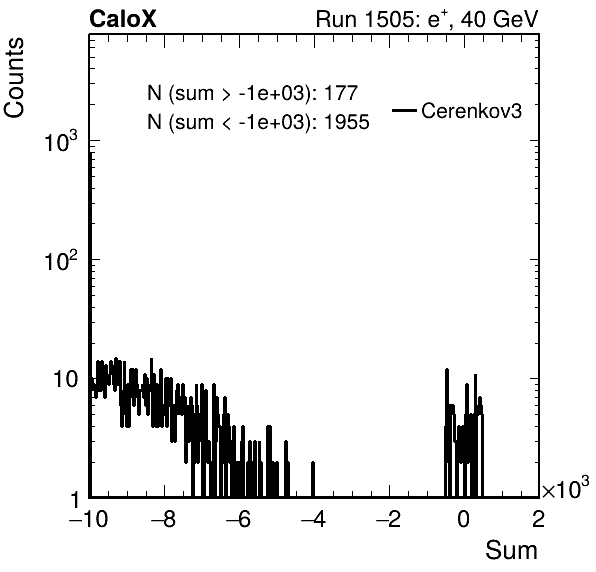 CaloX Run 1505: e⁺, 40 GeV
Counts
N (sum > -1e+03): 177
N (sum < -1e+03): 1955
Cerenkov3
10³
10²
10
1
−10 −8 −6 −4 −2 0 2
×10³
Sum